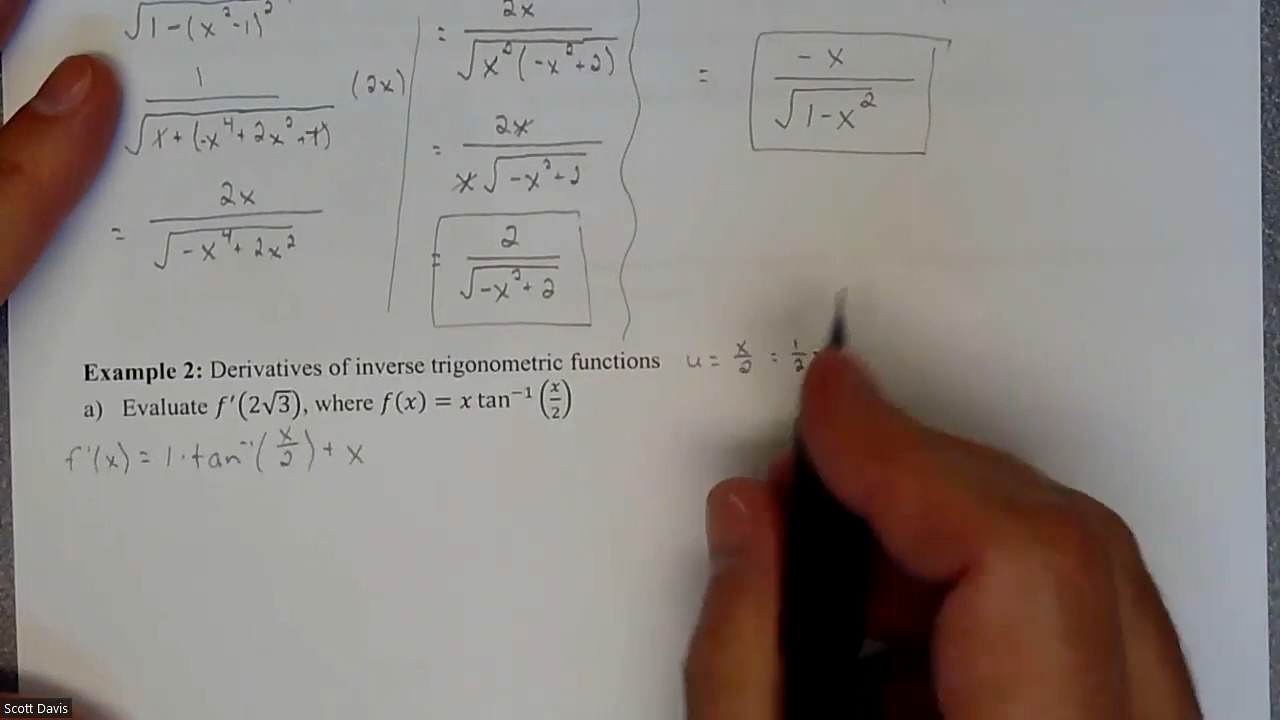 √1-(x²-1)²
1/√(1+(-x⁴+2x²-1)) (2x)
= 2x/√(-x⁴+2x²)
= 2x/√(x²(-x²+2))
= 2x/(x√(-x²+2))
= 2/√(-x²+2)
= -x/√(1-x²)
Example 2: Derivatives of inverse trigonometric functions u = x/2 = 1/2
a) Evaluate f′(2√3), where f(x) = x tan⁻¹(x/2)
f'(x) = 1·tan⁻¹(x/2) + x
Scott Davis